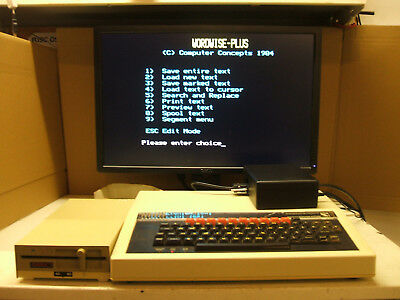 WORDWISE-PLUS
(C) Computer Concepts 1984
1) Save entire text
2) Load new text
3) Save marked text
4) Load text to cursor
5) Search and Replace
6) Print text
7) Preview text
8) Spool text
9) Segment menu
ESC Edit Mode
Please enter choice_